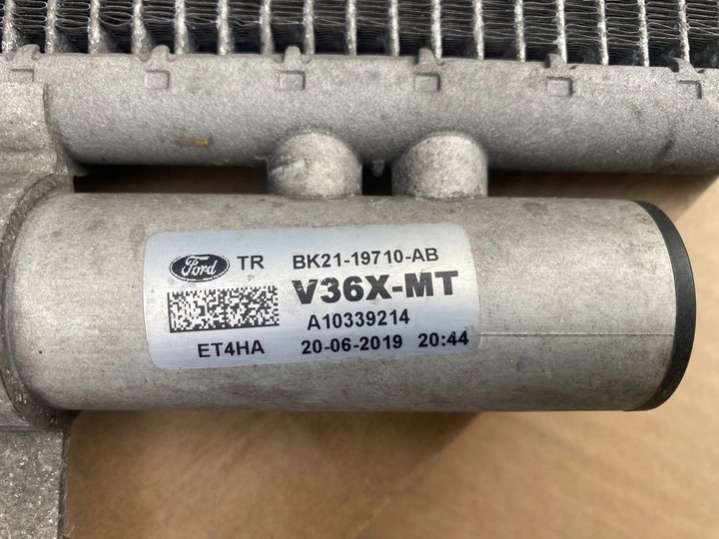 Ford TR BK21-19710-AB
V36X-MT
A10339214
ET4HA 20-06-2019 20:44